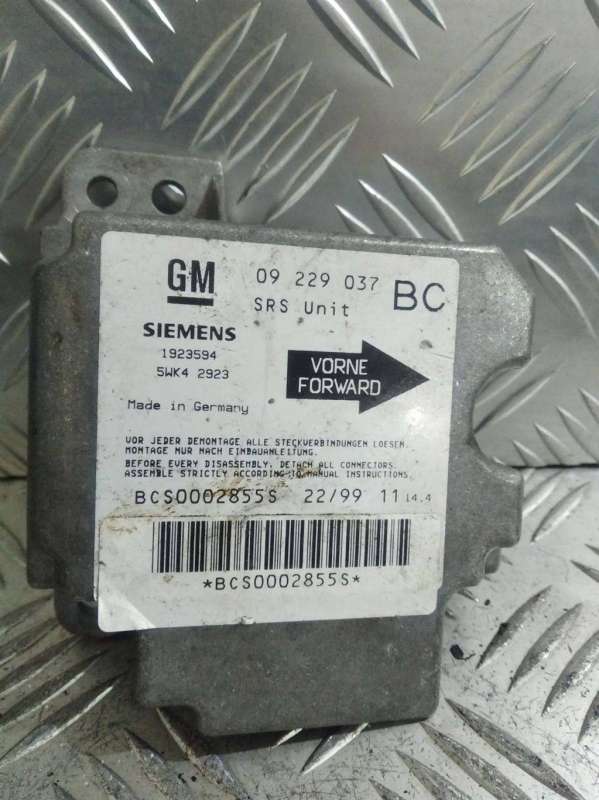 GM 09 229 037 BC
SRS Unit
SIEMENS
1923594
5WK4 2923
VORNE
FORWARD
Made in Germany
VOR JEDER DEMONTAGE ALLE STECKVERBINDUNGEN LOESEN.
MONTAGE NUR NACH EINBAUANLEITUNG.
BEFORE EVERY DISASSEMBLY, DETACH ALL CONNECTORS.
ASSEMBLE STRICTLY ACCORDING TO MANUAL INSTRUCTIONS.
BCS0002855S 22/99 11 14.4
*BCS0002855S*